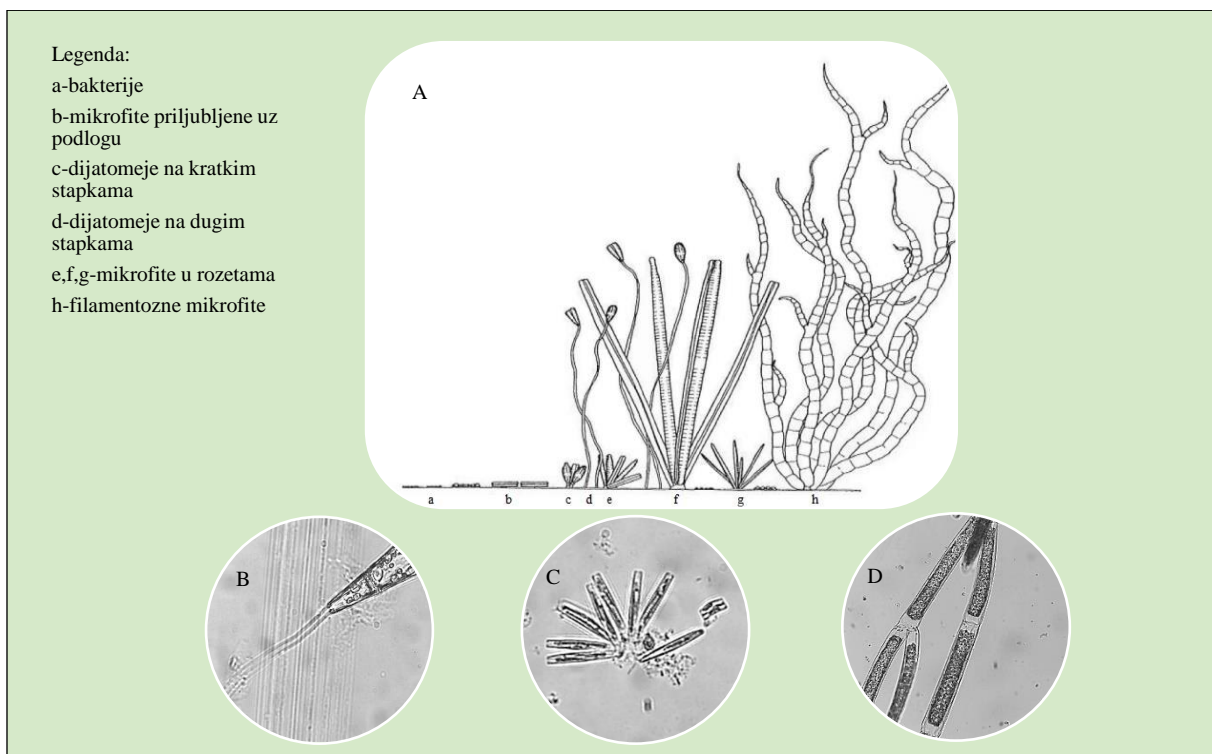 Legenda:
a-bakterije
b-mikrofite priljubljene uz
podlogu
c-dijatomeje na kratkim
stapkama
d-dijatomeje na dugim
stapkama
e,f,g-mikrofite u rozetama
h-filamentozne mikrofite
A
a b c d e f g h
B
C
D